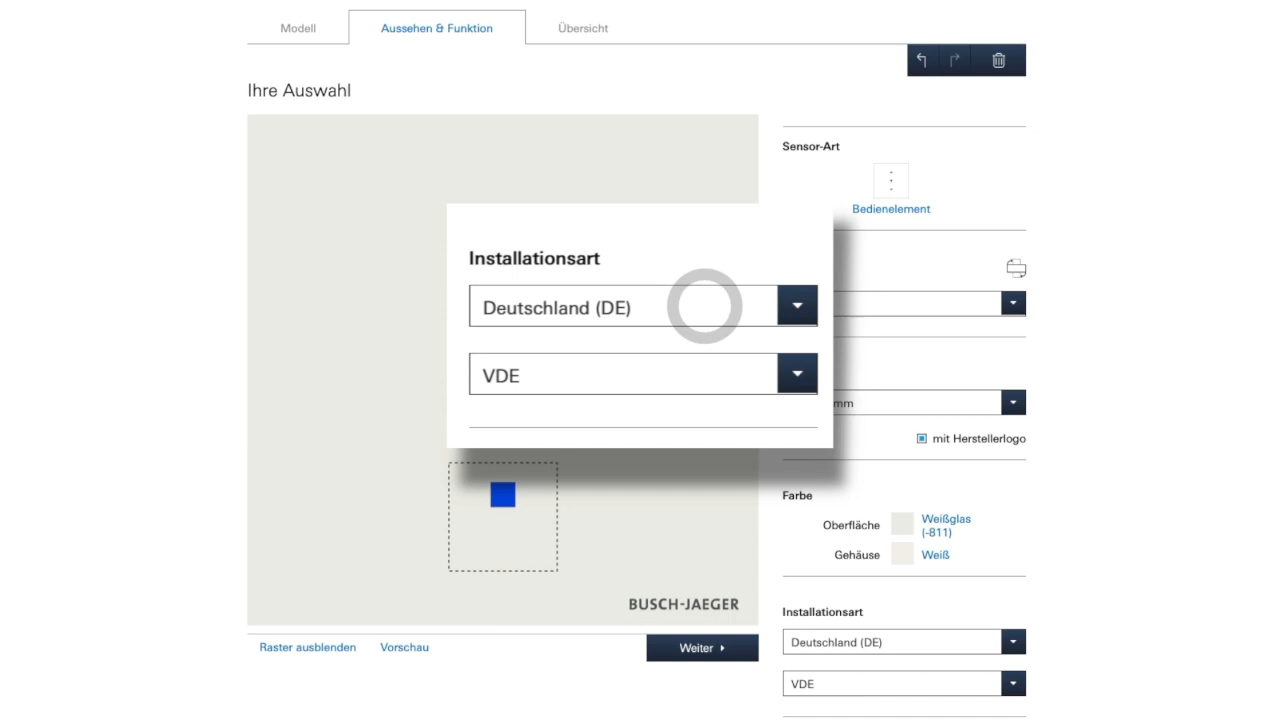 Modell
Aussehen & Funktion
Übersicht
Ihre Auswahl
Sensor-Art
Bedienelement
Installationsart
Deutschland (DE)
VDE
mm
mit Herstellerlogo
Farbe
Oberfläche
Weißglas
(-811)
Gehäuse
Weiß
BUSCH-JAEGER
Installationsart
Deutschland (DE)
VDE
Raster ausblenden
Vorschau
Weiter